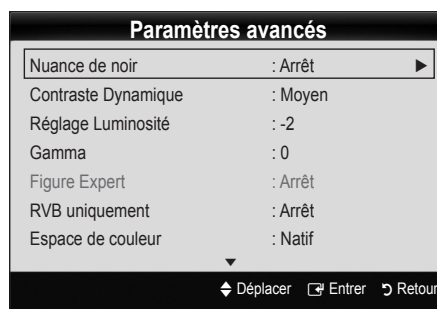 Paramètres avancés
Nuance de noir : Arrêt ▶
Contraste Dynamique : Moyen
Réglage Luminosité : -2
Gamma : 0
Figure Expert : Arrêt
RVB uniquement : Arrêt
Espace de couleur : Natif
▼
Déplacer Entrer Retour